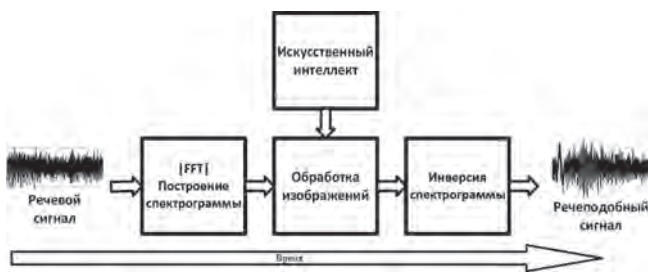 Искусственный
интеллект
Речевой
сигнал
|FFT|
Построение
спектрограммы
Обработка
изображений
Инверсия
спектрограммы
Речеподобный
сигнал
Время